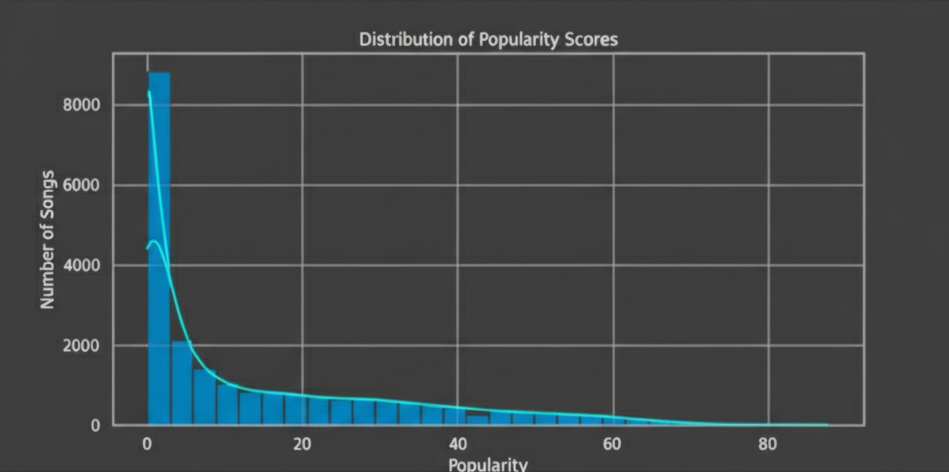 Distribution of Popularity Scores
Number of Songs
8000
6000
4000
2000
0
0 20 40 60 80
Popularity